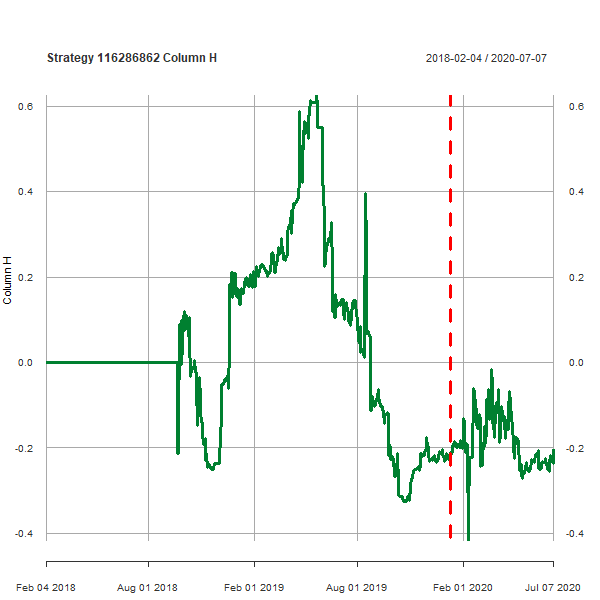 Strategy 116286862 Column H
2018-02-04 / 2020-07-07
0.6
0.6
0.4
0.4
0.2
0.2
Column H
0.0
0.0
-0.2
-0.2
-0.4
-0.4
Feb 04 2018
Aug 01 2018
Feb 01 2019
Aug 01 2019
Feb 01 2020
Jul 07 2020